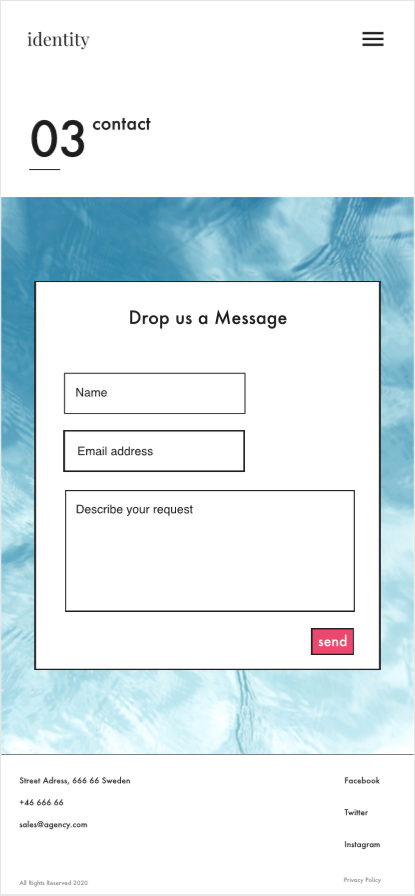 identity
03 contact
Drop us a Message
Name
Email address
Describe your request
send
Street Adress, 666 66 Sweden
+46 666 66
sales@agency.com
All Rights Reserved 2020
Facebook
Twitter
Instagram
Privacy Policy